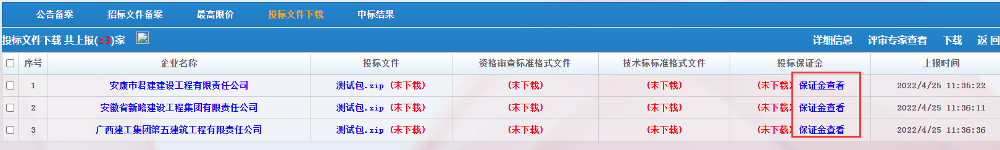 公告备案 招标文件备案 最高限价 投标文件下载 中标结果
投标文件下载 共上报(≥3)家 详细信息 评审专家查看 下载 返 回
序号 企业名称 投标文件 资格审查标准格式文件 技术标标准格式文件 投标保证金 上报时间
1 安康市君建建设工程有限责任公司 测试包.zip (未下载) (未下载) (未下载) (未下载) 保证金查看 2022/4/25 11:35:22
2 安徽省新路建设工程集团有限责任公司 测试包.zip (未下载) (未下载) (未下载) (未下载) 保证金查看 2022/4/25 11:36:11
3 广西建工集团第五建筑工程有限责任公司 测试包.zip (未下载) (未下载) (未下载) (未下载) 保证金查看 2022/4/25 11:36:36